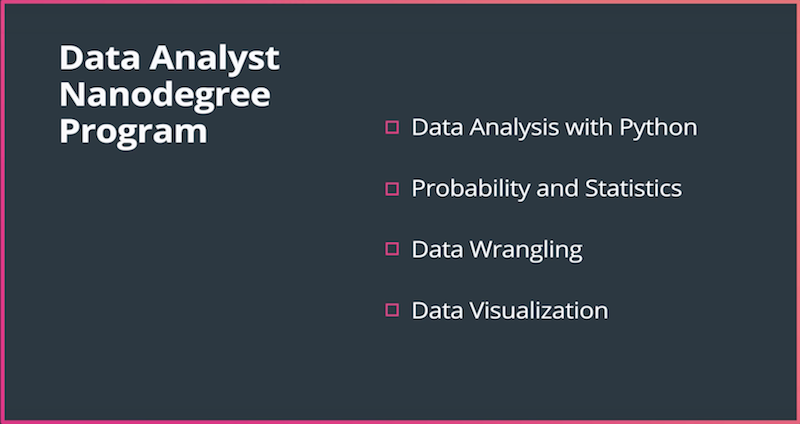 Data Analyst
Nanodegree
Program
Data Analysis with Python
Probability and Statistics
Data Wrangling
Data Visualization